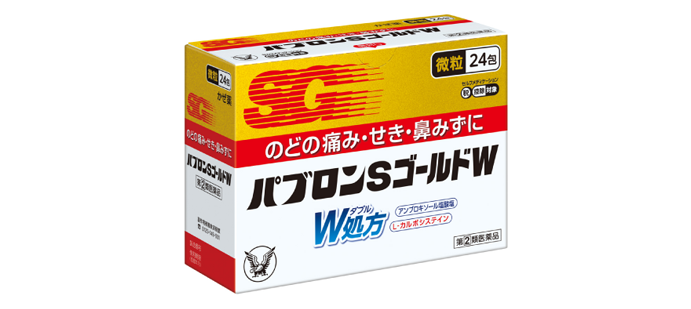 かぜ薬
微粒 24包
SG
のどの痛み・せき・鼻みずに
パブロンSゴールドW
指定第②類医薬品
微粒 24包
セルフメディケーション
税 控除 対象
SG
のどの痛み・せき・鼻みずに
パブロンSゴールドW
ダブル
W処方
アンブロキソール塩酸塩
L-カルボシステイン
指定第②類医薬品